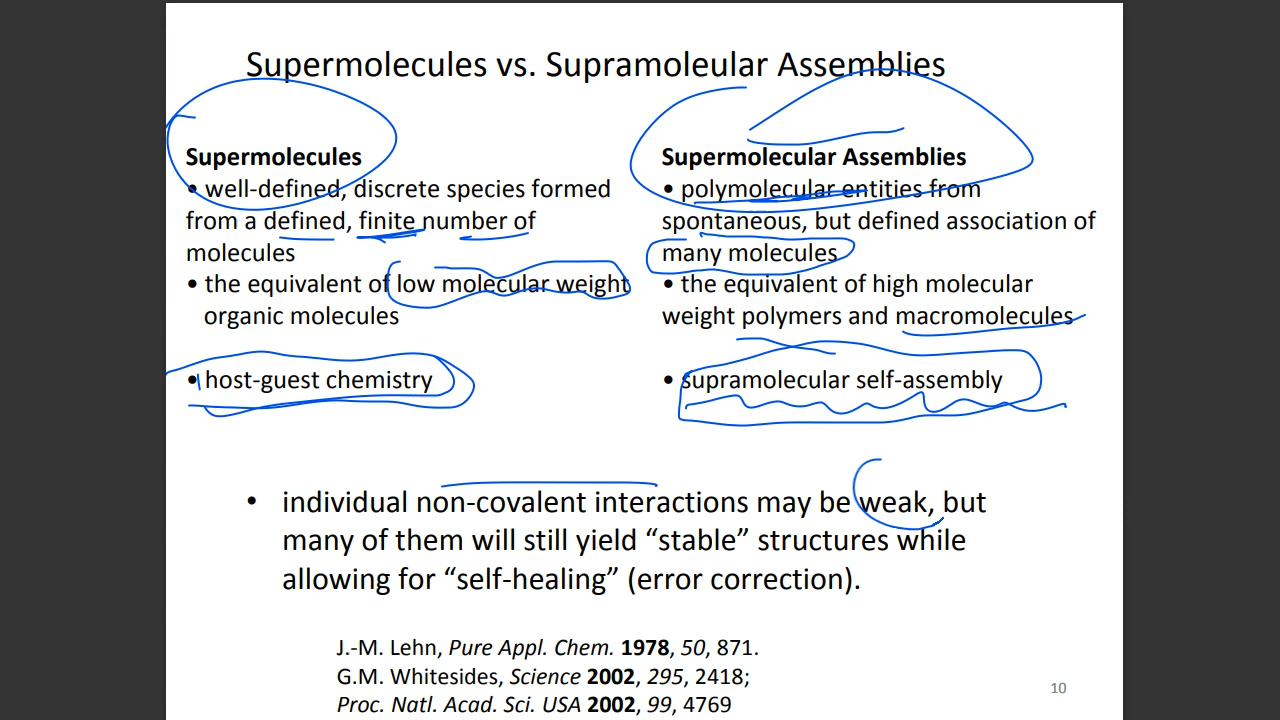 Supermolecules vs. Supramoleular Assemblies
Supermolecules
• well-defined, discrete species formed
from a defined, finite number of
molecules
• the equivalent of low molecular weight
organic molecules
• host-guest chemistry
Supermolecular Assemblies
• polymolecular entities from
spontaneous, but defined association of
many molecules
• the equivalent of high molecular
weight polymers and macromolecules
• supramolecular self-assembly
• individual non-covalent interactions may be weak, but
many of them will still yield “stable” structures while
allowing for “self-healing” (error correction).
J.-M. Lehn, Pure Appl. Chem. 1978, 50, 871.
G.M. Whitesides, Science 2002, 295, 2418;
Proc. Natl. Acad. Sci. USA 2002, 99, 4769
10